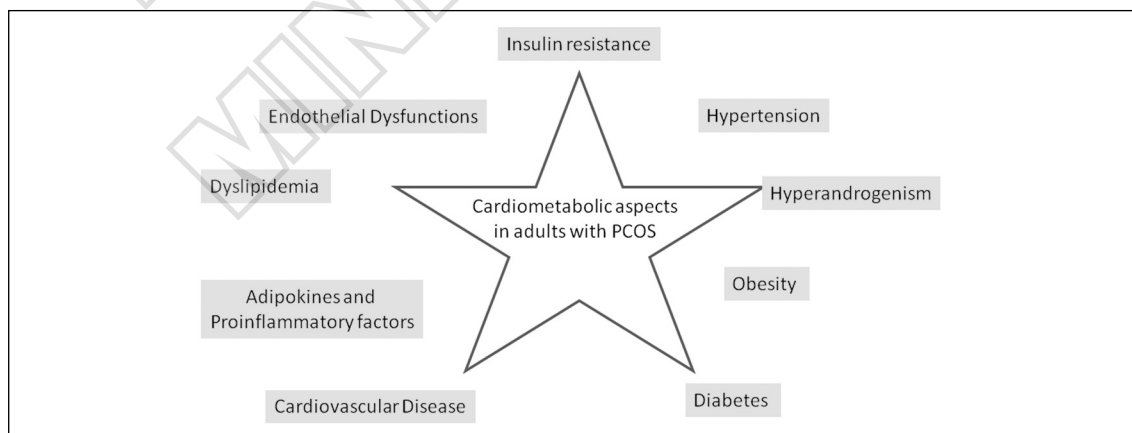 Insulin resistance
Endothelial Dysfunctions
Hypertension
Dyslipidemia
Hyperandrogenism
Cardiometabolic aspects
in adults with PCOS
Obesity
Adipokines and
Proinflammatory factors
Cardiovascular Disease
Diabetes
MIN